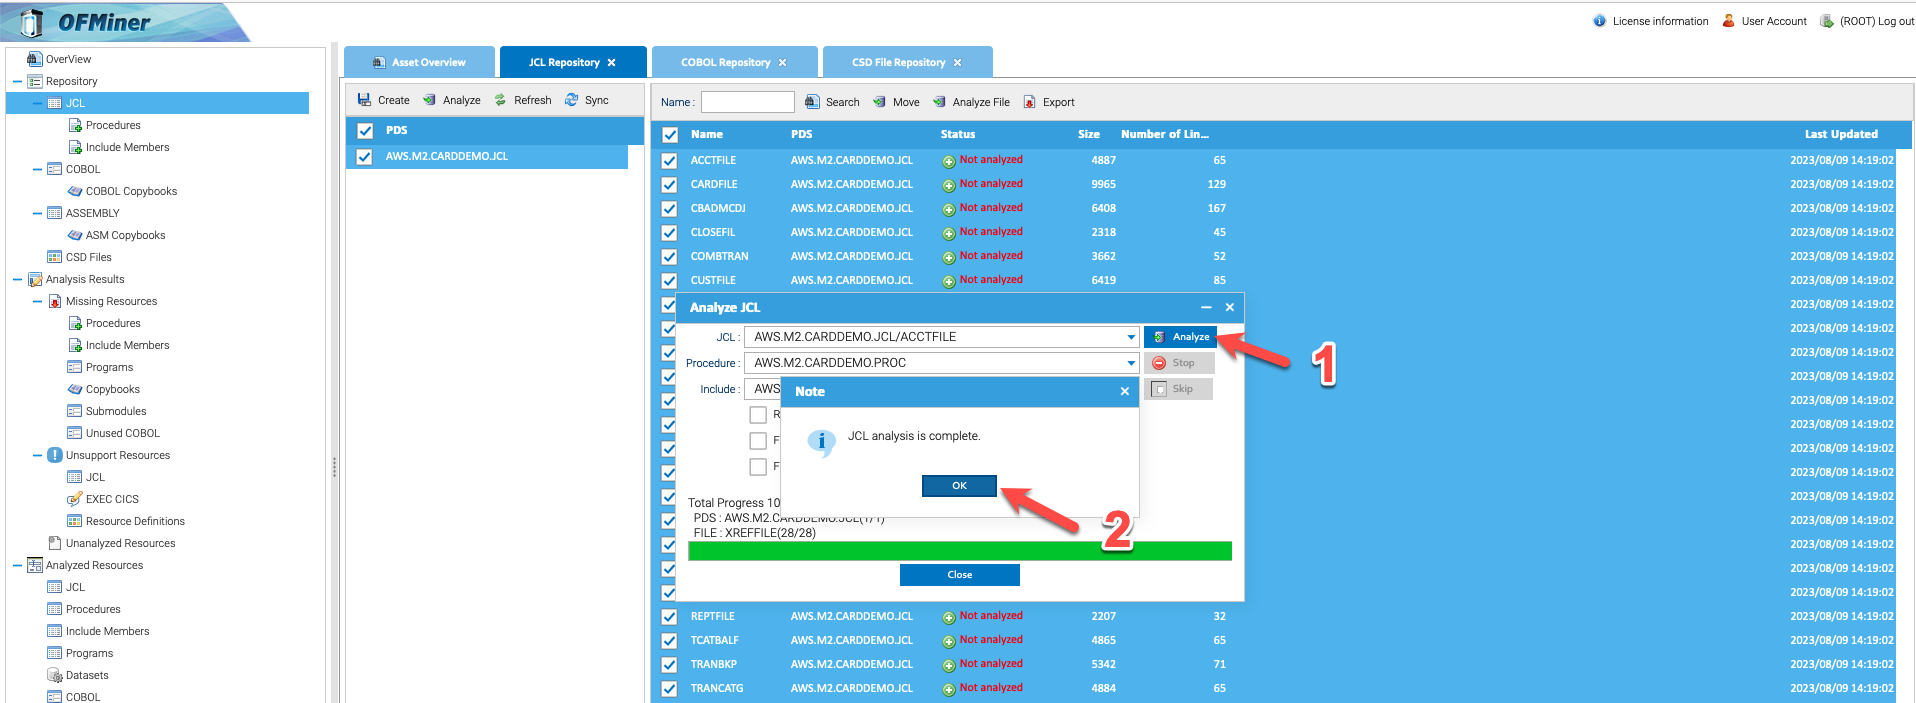 OFMiner
License information
User Account
(ROOT) Log out
OverView
Repository
JCL
Procedures
Include Members
COBOL
COBOL Copybooks
ASSEMBLY
ASM Copybooks
CSD Files
Analysis Results
Missing Resources
Procedures
Include Members
Programs
Copybooks
Submodules
Unused COBOL
Unsupport Resources
JCL
EXEC CICS
Resource Definitions
Unanalyzed Resources
Analyzed Resources
JCL
Procedures
Include Members
Programs
Datasets
COBOL
Asset Overview
JCL Repository
COBOL Repository
CSD File Repository
Create Analyze Refresh Sync
PDS
AWS.M2.CARDDEMO.JCL
Name : Search Move Analyze File Export
Name PDS Status Size Number of Lin... Last Updated
ACCTFILE AWS.M2.CARDDEMO.JCL Not analyzed 4887 65 2023/08/09 14:19:02
CARDFILE AWS.M2.CARDDEMO.JCL Not analyzed 9965 129 2023/08/09 14:19:02
CBADMCDJ AWS.M2.CARDDEMO.JCL Not analyzed 6408 167 2023/08/09 14:19:02
CLOSEFIL AWS.M2.CARDDEMO.JCL Not analyzed 2318 45 2023/08/09 14:19:02
COMBTRAN AWS.M2.CARDDEMO.JCL Not analyzed 3662 52 2023/08/09 14:19:02
CUSTFILE AWS.M2.CARDDEMO.JCL Not analyzed 6419 85 2023/08/09 14:19:02
2023/08/09 14:19:02
2023/08/09 14:19:02
2023/08/09 14:19:02
2023/08/09 14:19:02
2023/08/09 14:19:02
2023/08/09 14:19:02
2023/08/09 14:19:02
2023/08/09 14:19:02
2023/08/09 14:19:02
2023/08/09 14:19:02
2023/08/09 14:19:02
2023/08/09 14:19:02
2023/08/09 14:19:02
REPTFILE AWS.M2.CARDDEMO.JCL Not analyzed 2207 32 2023/08/09 14:19:02
TCATBALF AWS.M2.CARDDEMO.JCL Not analyzed 4865 65 2023/08/09 14:19:02
TRANBKP AWS.M2.CARDDEMO.JCL Not analyzed 5342 71 2023/08/09 14:19:02
TRANCATG AWS.M2.CARDDEMO.JCL Not analyzed 4884 65 2023/08/09 14:19:02
Analyze JCL
JCL : AWS.M2.CARDDEMO.JCL/ACCTFILE Analyze
Procedure : AWS.M2.CARDDEMO.PROC Stop
Include : AWS Skip
R
F
F
Note
JCL analysis is complete.
OK
Total Progress 10
PDS : AWS.M2.CARDDEMO.JCL(1/1)
FILE : XREFFILE(28/28)
Close
1
2